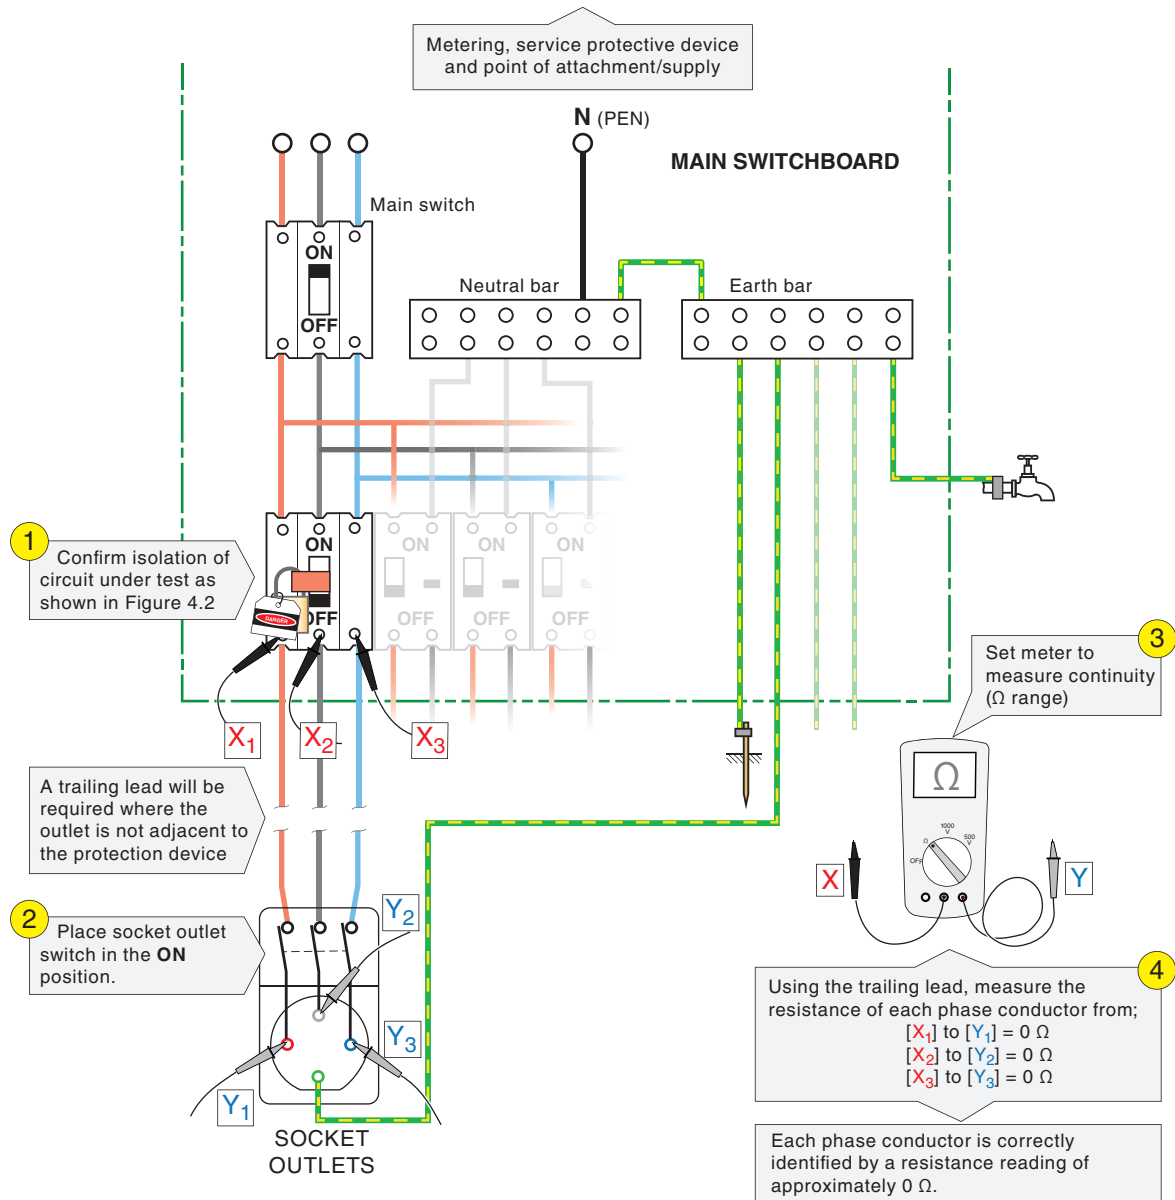 Metering, service protective device
and point of attachment/supply
N (PEN)
MAIN SWITCHBOARD
Main switch
ON
OFF
Neutral bar
Earth bar
1
Confirm isolation of
circuit under test as
shown in Figure 4.2
ON
OFF
DANGER
ON
OFF
ON
OFF
ON
OFF
X1
X2
X3
3
Set meter to
measure continuity
(Ω range)
A trailing lead will be
required where the
outlet is not adjacent to
the protection device
Ω
1000
V
500
V
Ω
OFF
X
Y
2
Place socket outlet
switch in the ON
position.
Y2
Y3
Y1
SOCKET
OUTLETS
4
Using the trailing lead, measure the
resistance of each phase conductor from;
[X1] to [Y1] = 0 Ω
[X2] to [Y2] = 0 Ω
[X3] to [Y3] = 0 Ω
Each phase conductor is correctly
identified by a resistance reading of
approximately 0 Ω.